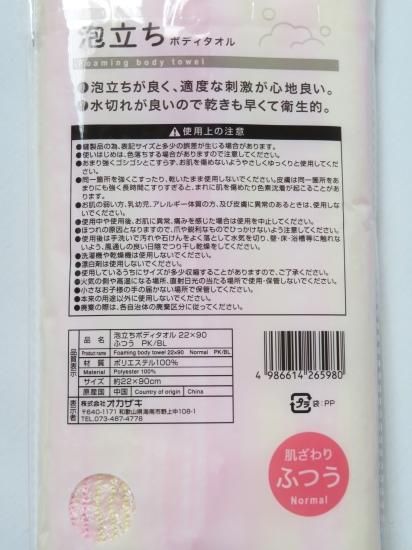 泡立ち ボディタオル
Foaming body towel
●泡立ちが良く、適度な刺激が心地良い。
●水切れが良いので乾きも早くて衛生的。
使用上の注意
●縫製品の為、表記サイズと多少の誤差が生じる場合があります。
●使いはじめは、色落ちする場合がありますので注意してください。
●あまり強くゴシゴシとこすらず、お肌を傷めないようやさしくゆっくりと使用してください。
●同一箇所を強くこすったり、乾いたまま使用しないでください。皮膚は同一箇所をあまりにも強く長時間こすりすぎると、まれに肌を傷めたり色素沈着が起ることがあります。
●お肌の弱い方、乳幼児、アレルギー体質の方、及び皮膚に異常のあるときは、使用しないでください。
●使用中や使用後、お肌に異常、痛みを感じた場合は使用を中止してください。
●ほつれの原因となりますので、爪や鋭利なものでひっかけないよう注意してください。
●使用後は手洗いで汚れや石けんをよく落として水気を切り、壁・床・浴槽等に触れないよう、風通しの良い日陰でつり干し乾燥をしてください。
●洗濯機や乾燥機は使用しないでください。
●漂白剤は使用しないでください。
●使用しているうちにサイズが多少収縮することがありますので、ご了承ください。
●火気の側や高温になる場所、直射日光の当たる場所で使用・保管しないでください。
●小さなお子様の手の届かない場所で保管してください。
●本来の用途以外に使用しないでください。
●廃棄の際は、各自治体の廃棄区分に従ってください。
品名 泡立ちボディタオル 22×90 ふつう PK/BL
Product name Foaming body towel 22x90 Normal PK/BL
材質 ポリエステル100%
Material Polyester 100%
サイズ 約22×90cm
原産国 中国 Country of origin China
表示者 株式会社オカザキ
〒640-1171 和歌山県海南市野上中108-1
TEL.073-487-4778
4 986614 265980
プラ 袋:PP
肌ざわり
ふつう
Normal